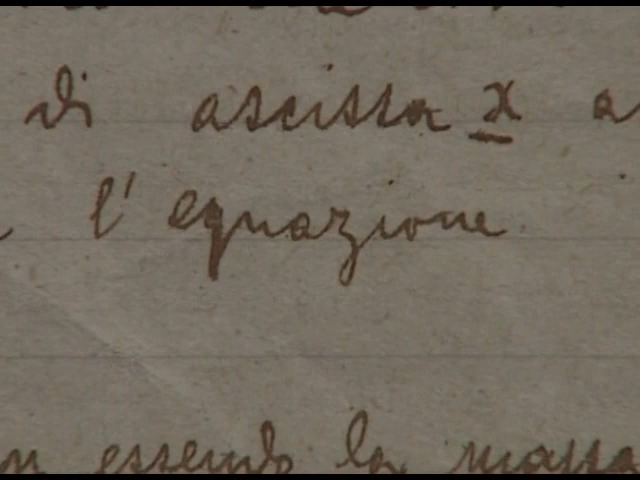 di ascissa x a
l'equazione
essendo la massa